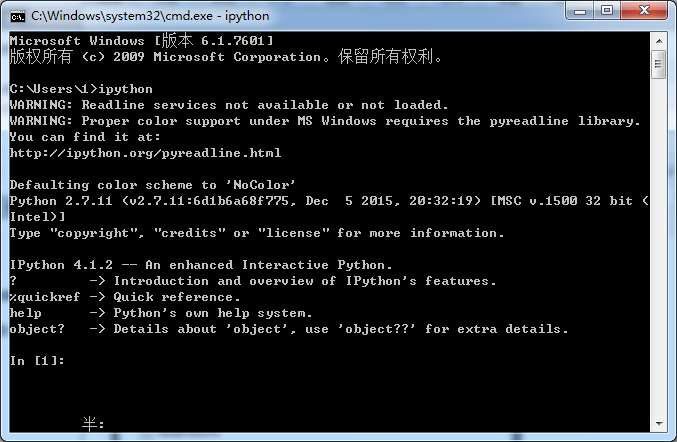 C:\Windows\system32\cmd.exe - ipython
Microsoft Windows [版本 6.1.7601]
版权所有 (c) 2009 Microsoft Corporation。保留所有权利。
C:\Users\1>ipython
WARNING: Readline services not available or not loaded.
WARNING: Proper color support under MS Windows requires the pyreadline library.
You can find it at:
http://ipython.org/pyreadline.html
Defaulting color scheme to 'NoColor'
Python 2.7.11 (v2.7.11:6d1b6a68f775, Dec  5 2015, 20:32:19) [MSC v.1500 32 bit (
Intel)]
Type "copyright", "credits" or "license" for more information.
IPython 4.1.2 -- An enhanced Interactive Python.
?         -> Introduction and overview of IPython's features.
%quickref -> Quick reference.
help      -> Python's own help system.
object?   -> Details about 'object', use 'object??' for extra details.
In [1]:
半: